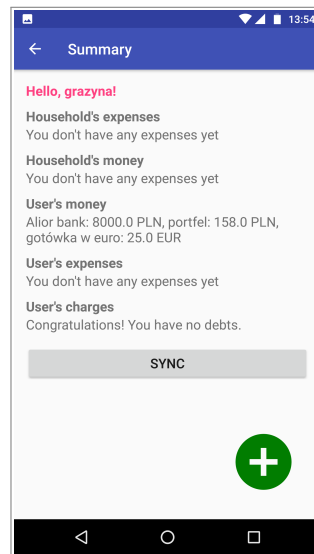 13:54
Summary
Hello, grazyna!
Household's expenses
You don't have any expenses yet
Household's money
You don't have any expenses yet
User's money
Alior bank: 8000.0 PLN, portfel: 158.0 PLN,
gotówka w euro: 25.0 EUR
User's expenses
You don't have any expenses yet
User's charges
Congratulations! You have no debts.
SYNC